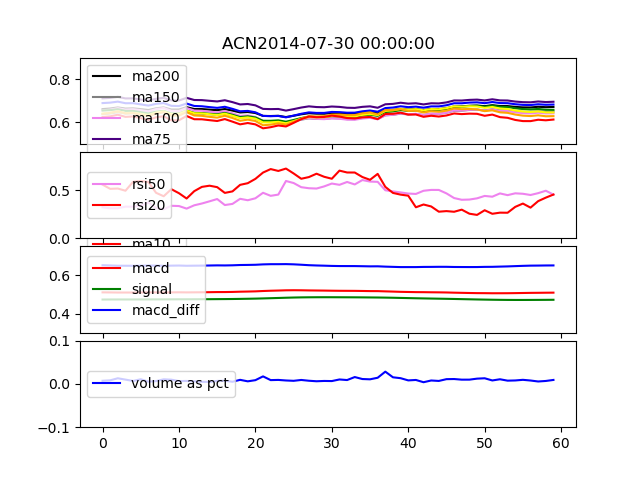 ACN2014-07-30 00:00:00
0.8
0.6
ma200
ma150
ma100
ma75
0.5
0.0
rsi50
rsi20
ma10
0.6
0.4
macd
signal
macd_diff
0.1
0.0
−0.1
volume as pct
0 10 20 30 40 50 60